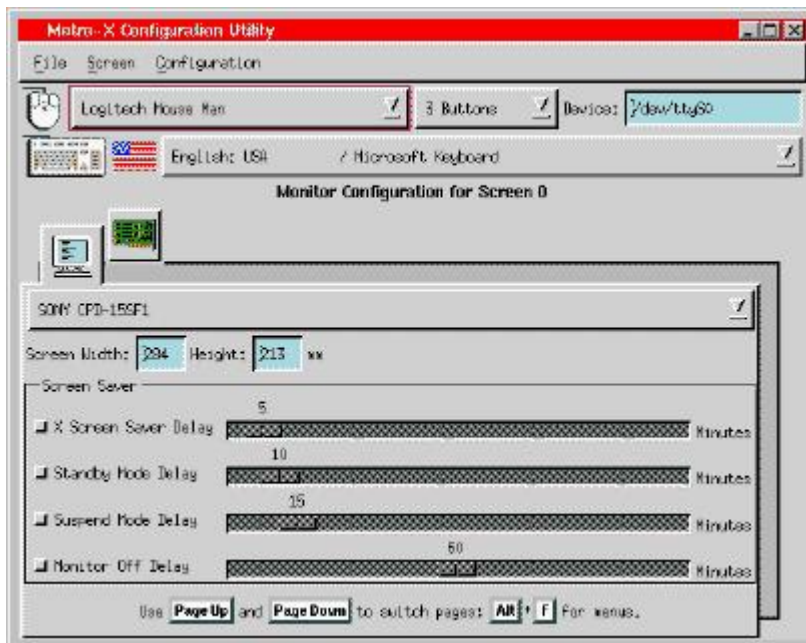 Metro-X Configuration Utility
File Screen Configuration
Logitech Mouse Man 3 Buttons Device: /dev/ttyS0
English: USA / Microsoft Keyboard
Monitor Configuration for Screen 0
SONY CPD-15SF1
Screen Width: 284 Height: 213 mm
Screen Saver
5
X Screen Saver Delay Minutes
10
Standby Mode Delay Minutes
15
Suspend Mode Delay Minutes
60
Monitor Off Delay Minutes
Use Page Up and Page Down to switch pages; Alt + F for menus.